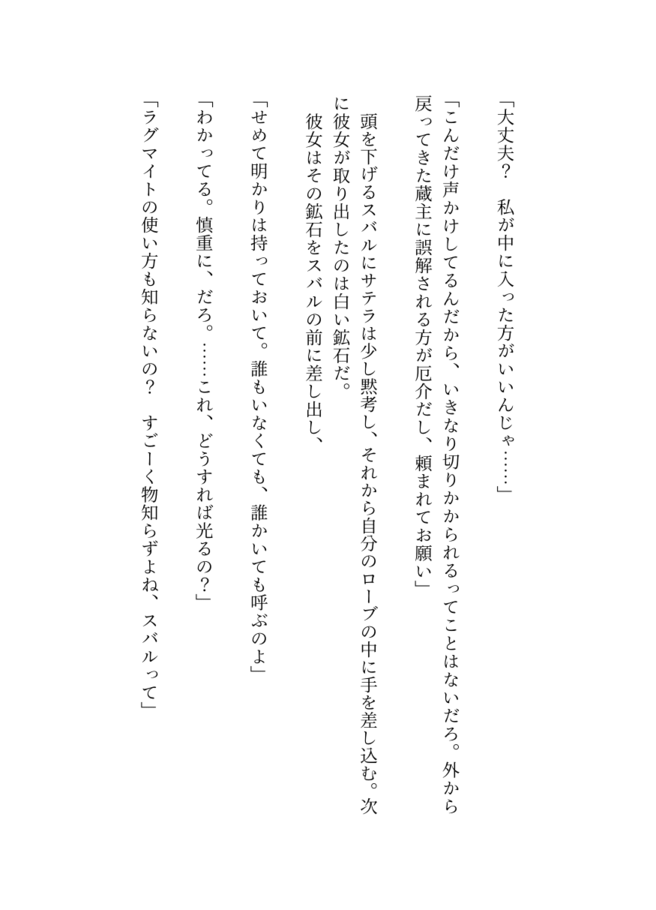 「大丈夫？　私が中に入った方がいいんじゃ……」
「こんだけ声かけしてるんだから、いきなり切りかかられるってことはないだろ。外から
戻ってきた蔵主に誤解される方が厄介だし、頼まれてお願い」
　頭を下げるスバルにサテラは少し黙考し、それから自分のローブの中に手を差し込む。次
に彼女が取り出したのは白い鉱石だ。
　彼女はその鉱石をスバルの前に差し出し、
「せめて明かりは持っておいて。誰もいなくても、誰かいても呼ぶのよ」
「わかってる。慎重に、だろ。……これ、どうすれば光るの？」
「ラグマイトの使い方も知らないの？　すごーく物知らずよね、スバルって」